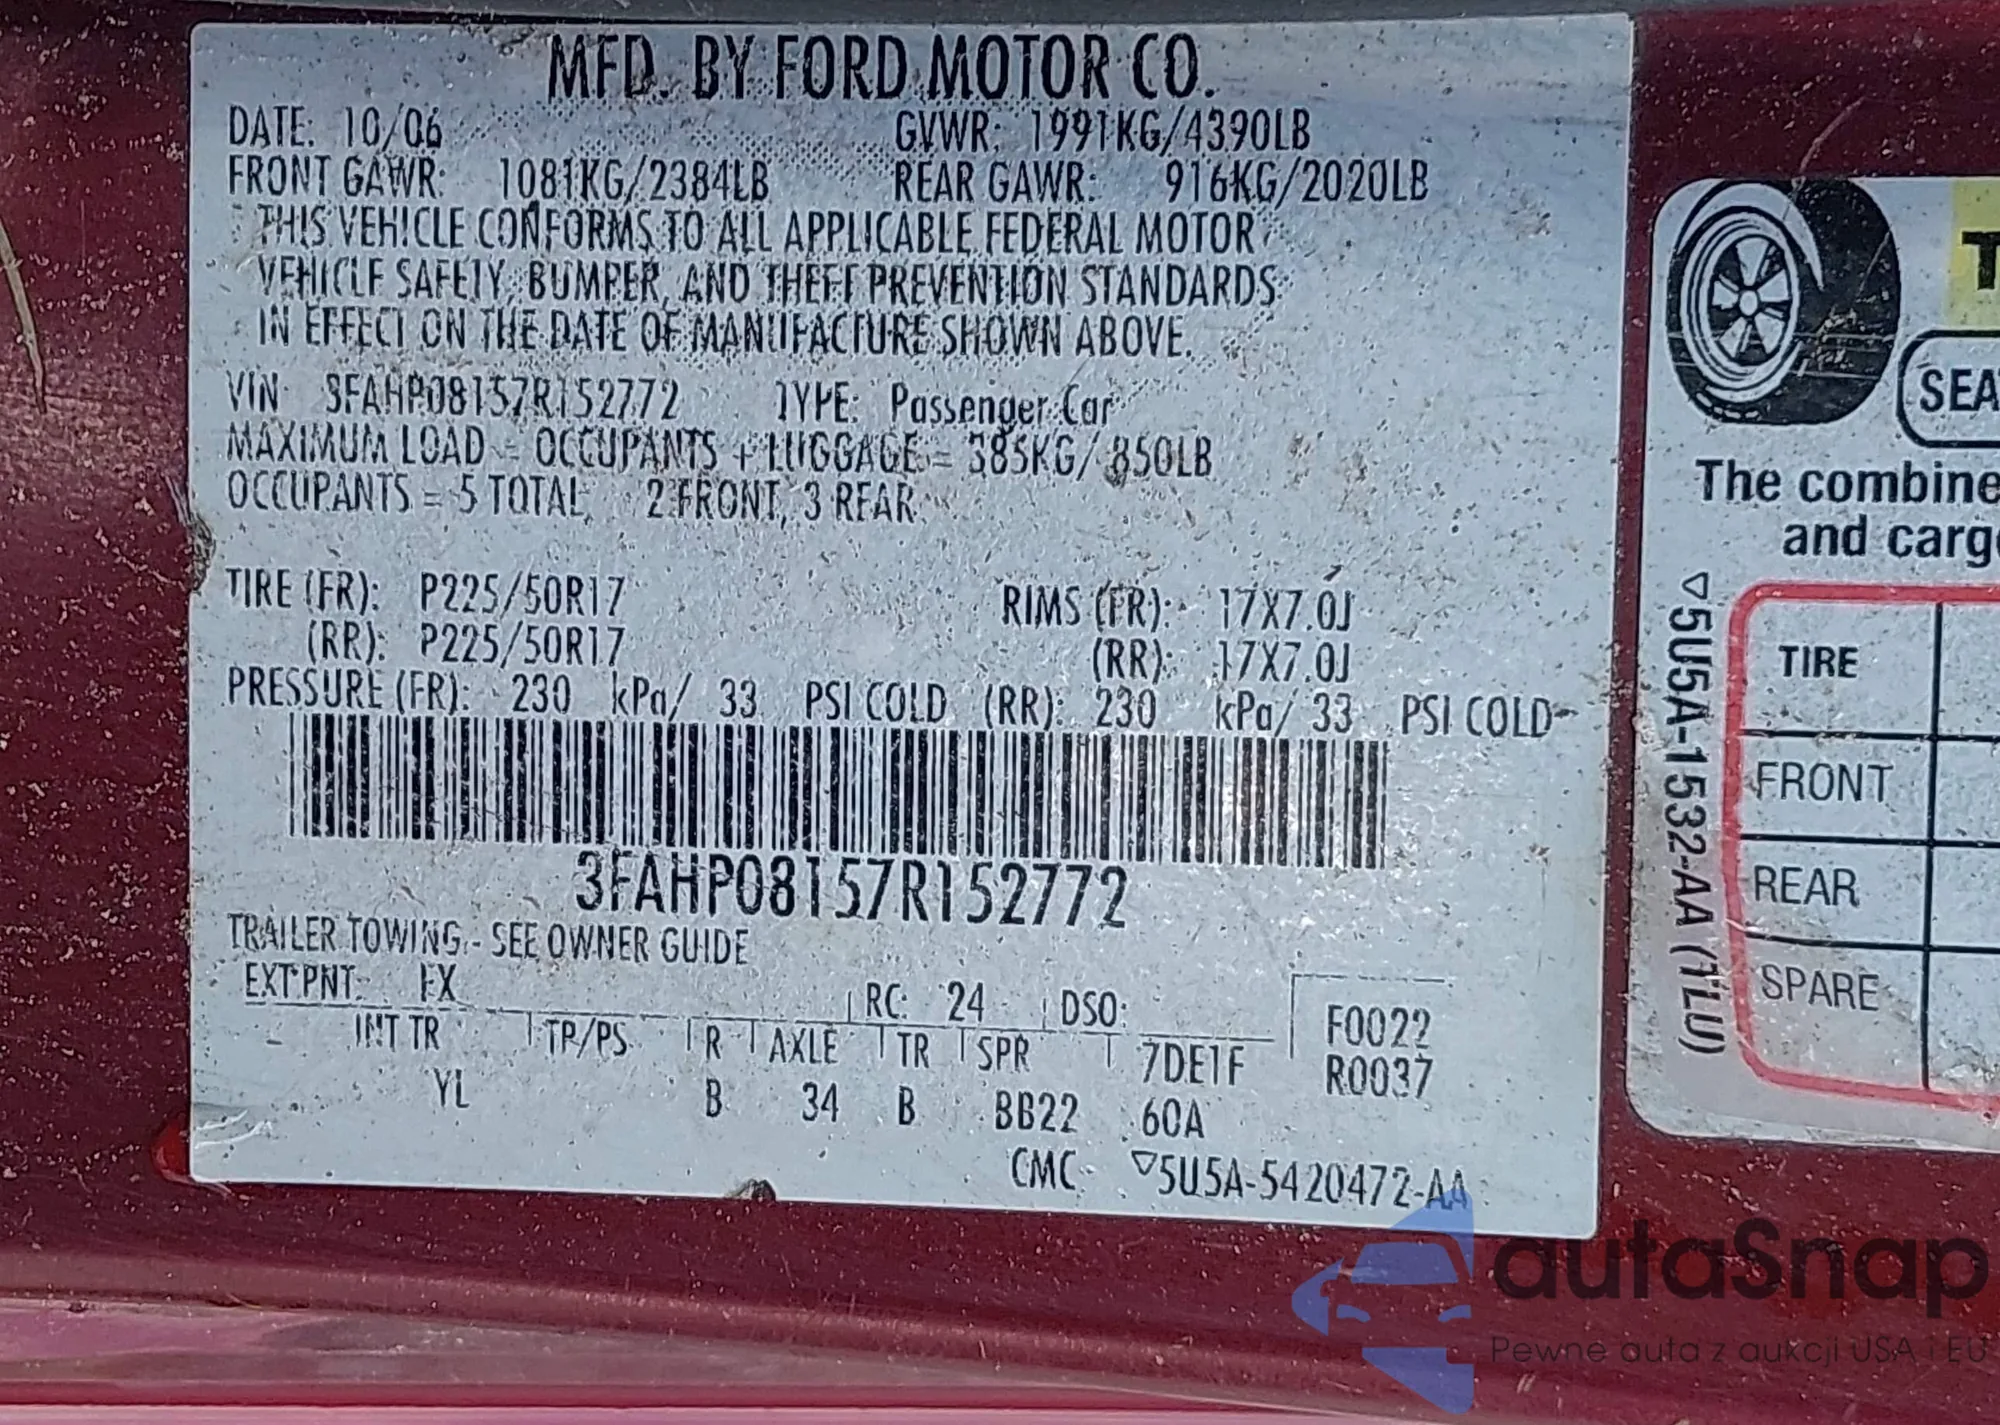 MFD. BY FORD MOTOR CO.
DATE: 10/06 GVWR: 1991KG/4390LB
FRONT GAWR: 1081KG/2384LB REAR GAWR: 916KG/2020LB
THIS VEHICLE CONFORMS TO ALL APPLICABLE FEDERAL MOTOR
VEHICLE SAFETY, BUMPER, AND THEFT PREVENTION STANDARDS
IN EFFECT ON THE DATE OF MANUFACTURE SHOWN ABOVE.
VIN: 3FAHP08157R152772 TYPE: Passenger Car
MAXIMUM LOAD = OCCUPANTS + LUGGAGE = 385KG/ 850LB
OCCUPANTS = 5 TOTAL, 2 FRONT, 3 REAR
TIRE (FR): P225/50R17 RIMS (FR): 17X7.0J
(RR): P225/50R17 (RR): 17X7.0J
PRESSURE (FR): 230 kPa/ 33 PSI COLD (RR): 230 kPa/ 33 PSI COLD
3FAHP08157R152772
TRAILER TOWING - SEE OWNER GUIDE
EXT PNT: EX RC: 24 DSO:
INT TR TP/PS R AXLE TR SPR 7DE1F F0022
YL B 34 B BB22 60A R0037
CMC ▽5U5A-5420472-AA
SEA
The combine
and carg
▽5U5A-1532-AA (TLU)
TIRE
FRONT
REAR
SPARE
autaSnap
Pewne auta z aukcji USA i EU